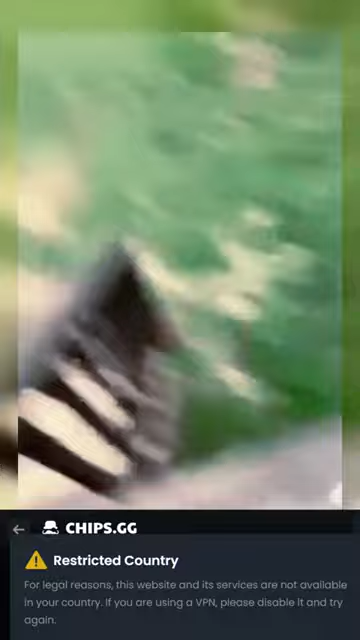 CHIPS.GG
Restricted Country
For legal reasons, this website and its services are not available
in your country. If you are using a VPN, please disable it and try
again.